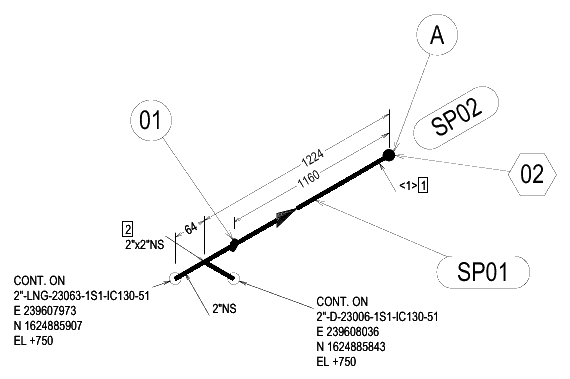 A
01
SP02
02
1224
1160
<1> 1
64
2
2"x2"NS
SP01
2"NS
CONT. ON
2"-LNG-23063-1S1-IC130-51
E 239607973
N 1624885907
EL +750
CONT. ON
2"-D-23006-1S1-IC130-51
E 239608036
N 1624885843
EL +750